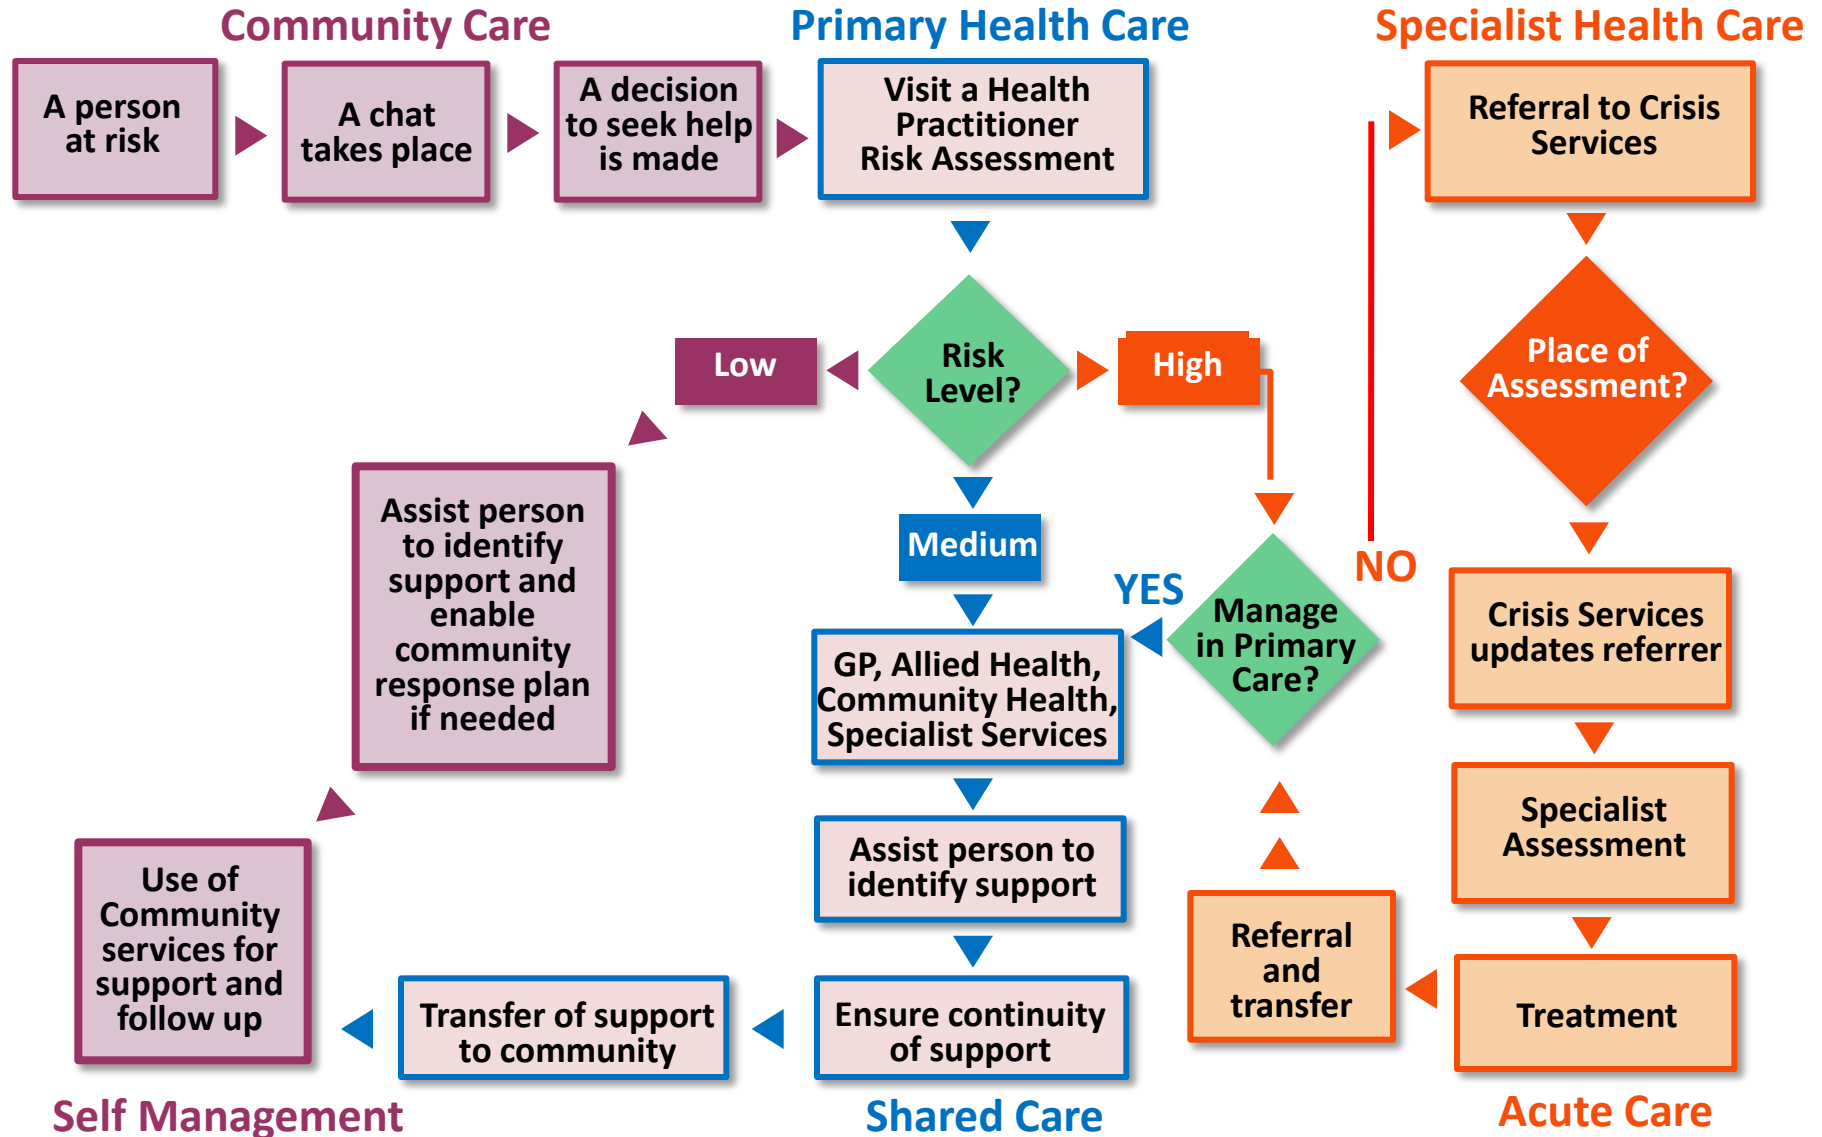 Community Care
Primary Health Care
Specialist Health Care
A person
at risk
A chat
takes place
A decision
to seek help
is made
Visit a Health
Practitioner
Risk Assessment
Referral to Crisis
Services
Low
Risk
Level?
High
Place of
Assessment?
Assist person
to identify
support and
enable
community
response plan
if needed
Medium
YES
NO
Manage
in Primary
Care?
Crisis Services
updates referrer
GP, Allied Health,
Community Health,
Specialist Services
Specialist
Assessment
Assist person to
identify support
Use of
Community
services for
support and
follow up
Transfer of support
to community
Ensure continuity
of support
Referral
and
transfer
Treatment
Self Management
Shared Care
Acute Care